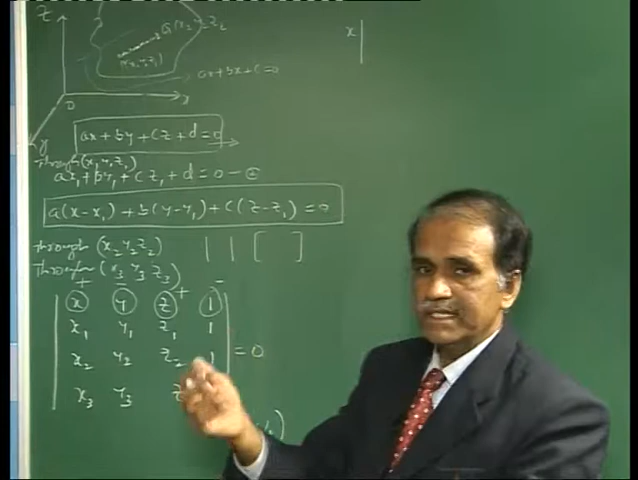 z
Q(x₂ y₂ z₂
P(x₁, y₁, z₁)
ax+by+c=0
O
x
y
ax + by + cz + d = 0
through (x₁ y₁ z₁)
ax₁ + by₁ + cz₁ + d = 0 – ②
a(x-x₁) + b(y-y₁) + c(z-z₁) = 0
through (x₂ y₂ z₂)
through (x₃ y₃ z₃)
+ – + –
x y z 1
x₁ y₁ z₁ 1
x₂ y₂ z₂ 1 = 0
x₃ y₃ z
x